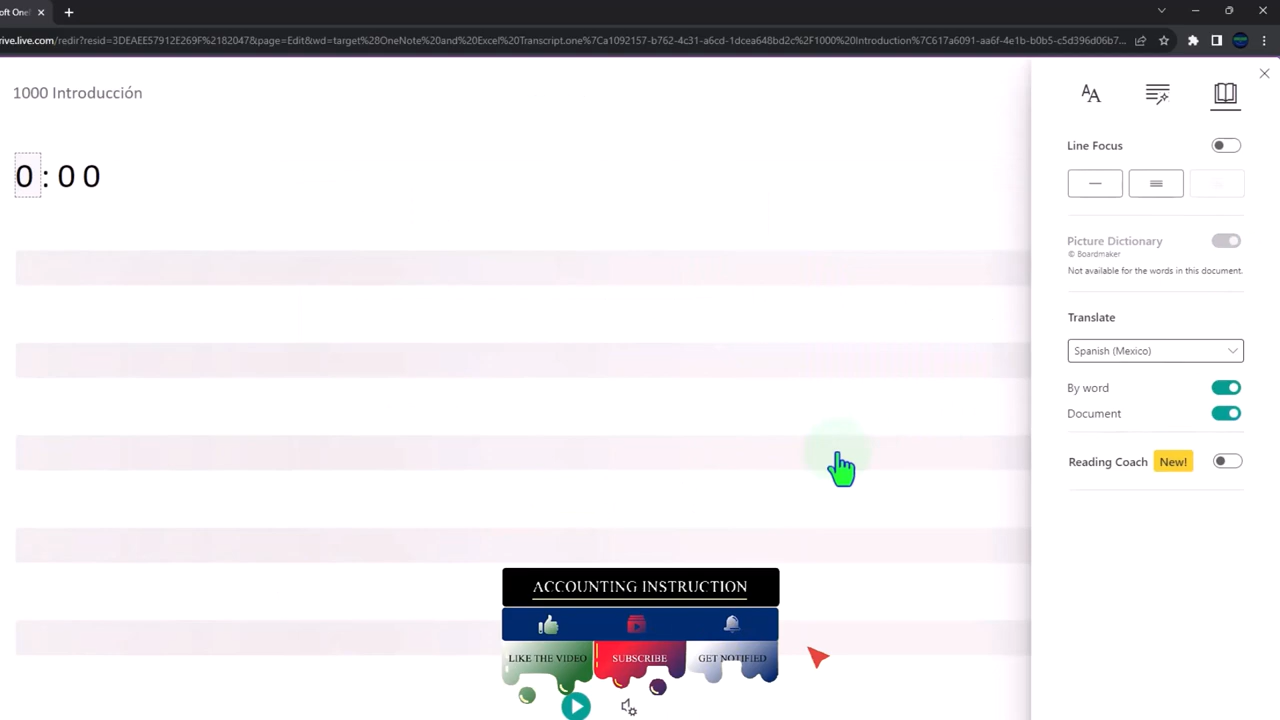 oft One!
rive.live.com/redir?resid=3DEAEE57912E269F%2182047&page=Edit&wd=target%28OneNote%20and%20Excel%20Transcript.one%7Ca1092157-b762-4c31-a6cd-1dcea648bd2c%2F1000%20Introduction%7C617a6091-aa6f-4e1b-b0b5-c5d396d06b7...
1000 Introducción
0:00
Line Focus
Picture Dictionary
© Boardmaker
Not available for the words in this document.
Translate
Spanish (Mexico)
By word
Document
Reading Coach New!
ACCOUNTING INSTRUCTION
LIKE THE VIDEO SUBSCRIBE GET NOTIFIED